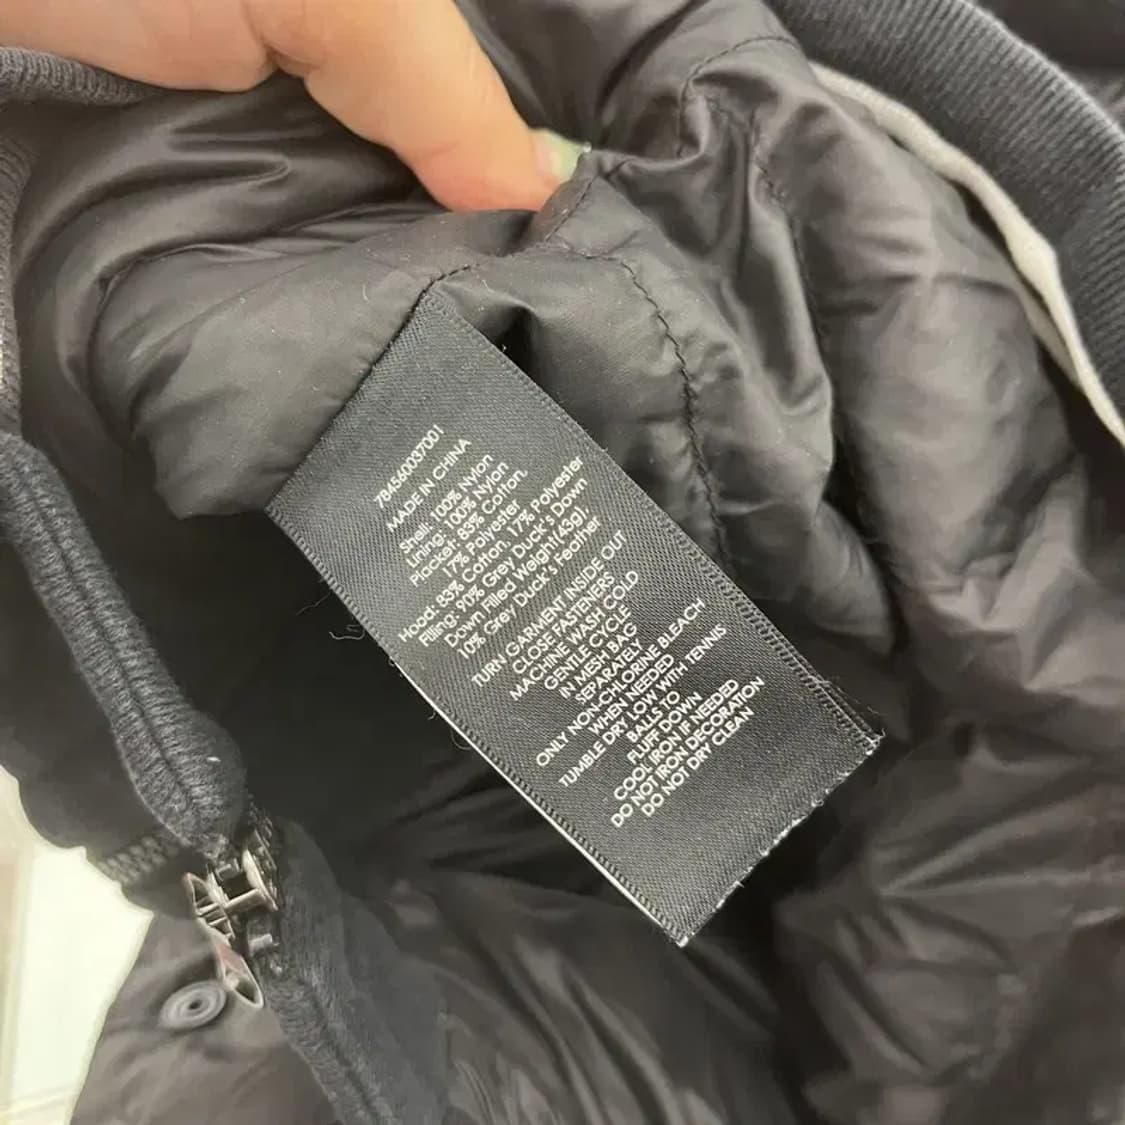 784560037001
MADE IN CHINA
Shell: 100% Nylon
Lining: 100% Nylon
Placket: 83% Cotton,
17% Polyester
Hood: 83% Cotton, 17% Polyester
Filling: 90% Grey Duck's Down
Down Filled Weight(43g),
10% Grey Duck's Feather
TURN GARMENT INSIDE OUT
CLOSE FASTENERS
MACHINE WASH COLD
GENTLE CYCLE
IN MESH BAG
SEPARATELY
ONLY NON-CHLORINE BLEACH
WHEN NEEDED
TUMBLE DRY LOW WITH TENNIS
BALLS TO
FLUFF DOWN
COOL IRON IF NEEDED
DO NOT IRON DECORATION
DO NOT DRY CLEAN